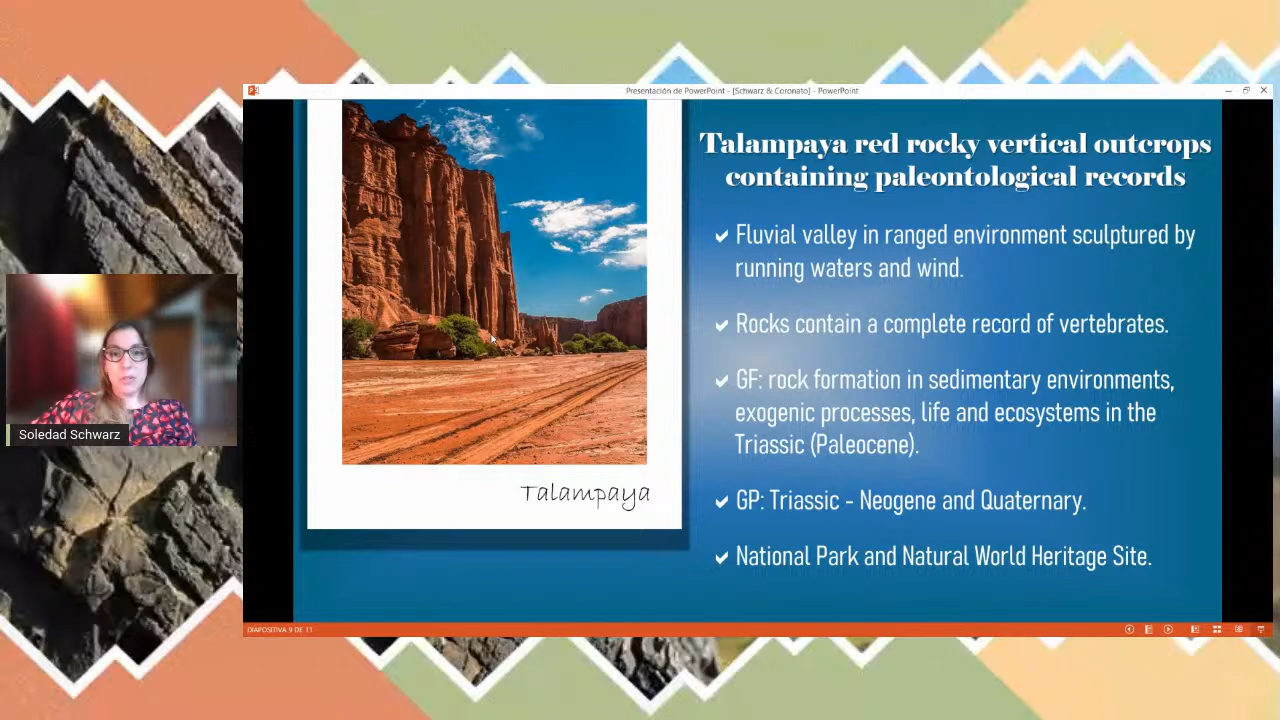 Presentación de PowerPoint - [Schwarz & Coronato] - PowerPoint
Talampaya red rocky vertical outcrops
containing paleontological records
Fluvial valley in ranged environment sculptured by
running waters and wind.
Rocks contain a complete record of vertebrates.
GF: rock formation in sedimentary environments,
exogenic processes, life and ecosystems in the
Triassic (Paleocene).
GP: Triassic - Neogene and Quaternary.
National Park and Natural World Heritage Site.
Talampaya
Soledad Schwarz
DIAPOSITIVA 9 DE 11